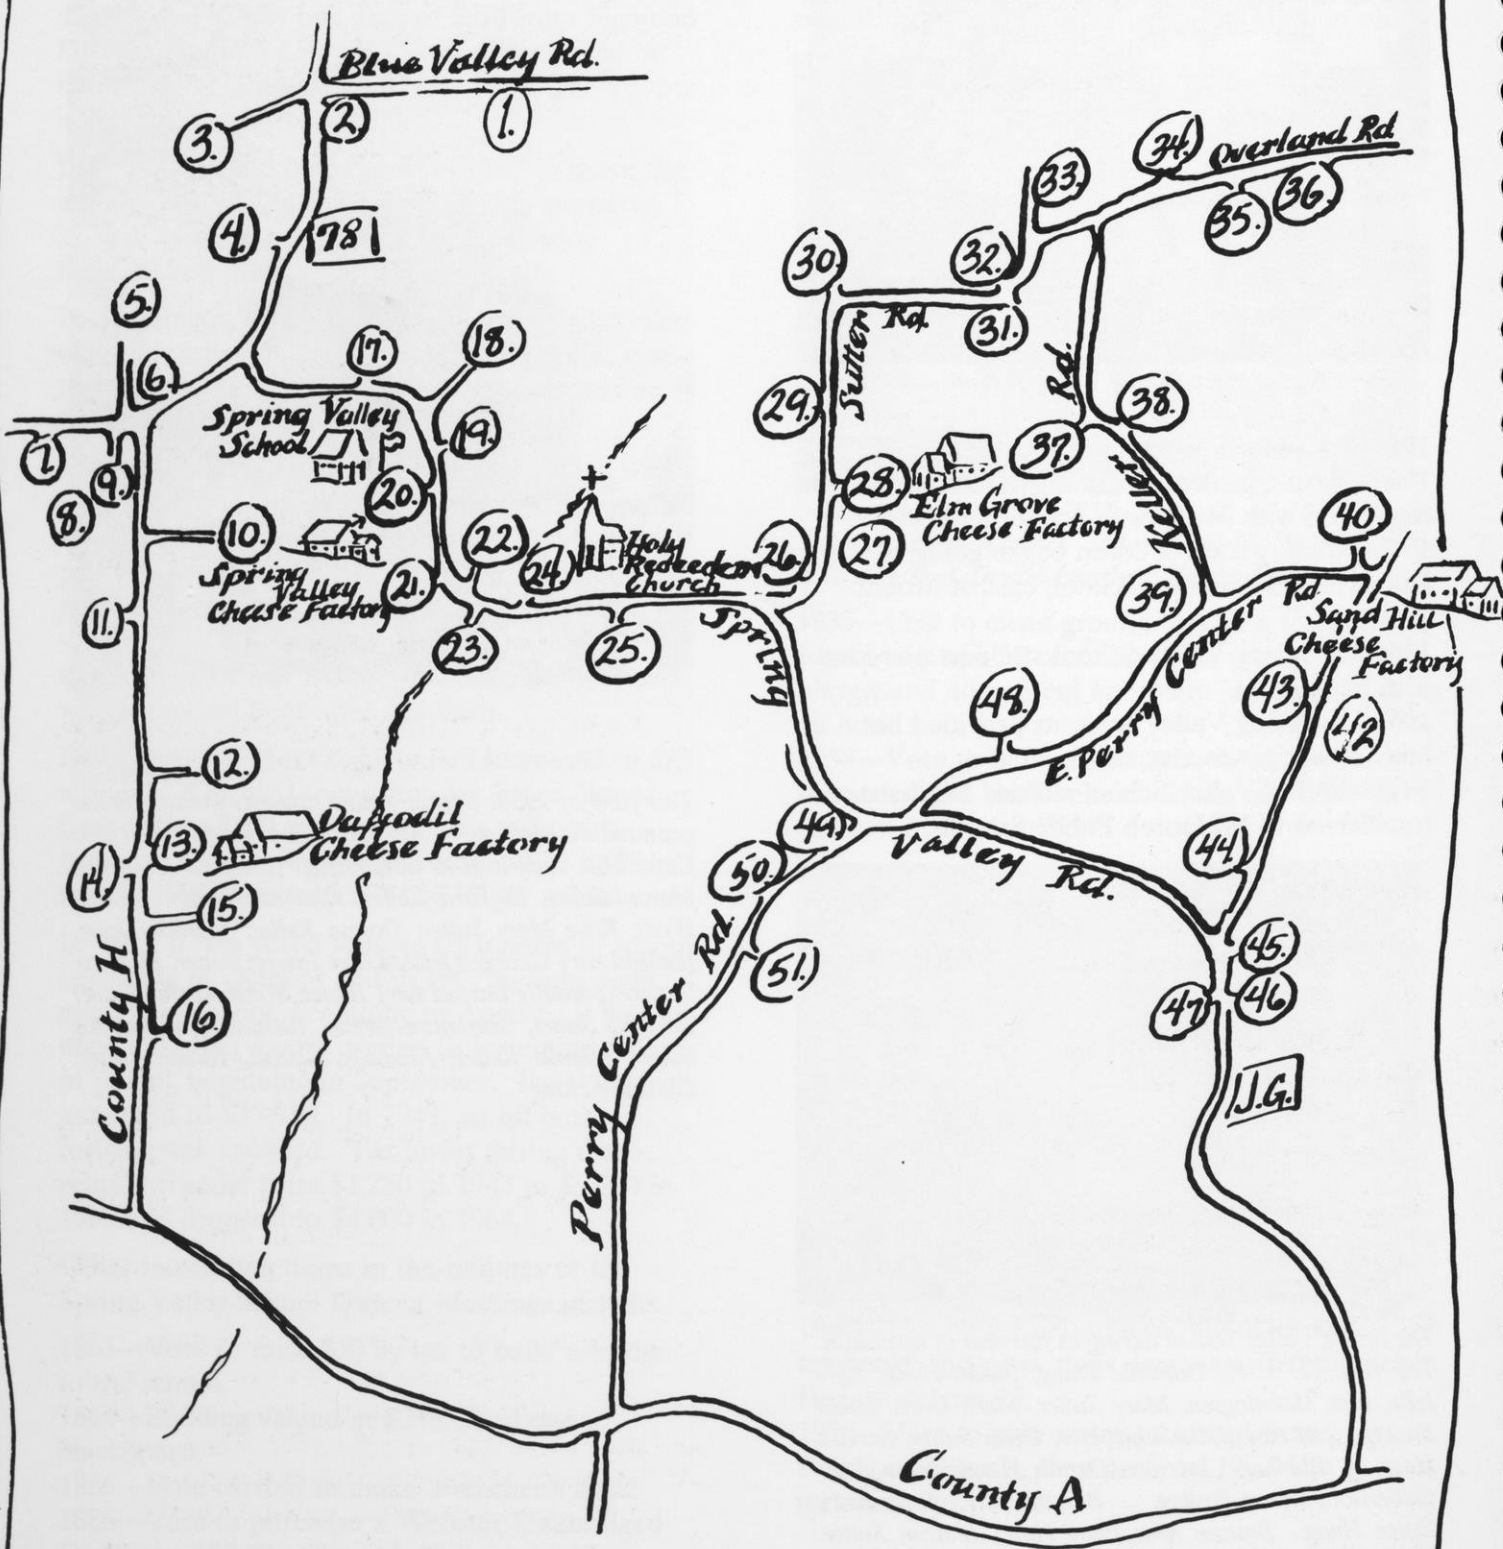 Blue Valley Rd.
1.
2.
3.
4.
78
5.
6.
7.
8.
9.
10.
11.
12.
13.
14.
15.
16.
17.
18.
19.
20.
21.
22.
23.
24.
25.
26.
27
28.
29.
30.
31.
32.
33.
34.
35.
36.
37.
38.
39.
40
42
43.
44
45.
46
47
48.
49.
50.
51.
Spring Valley
School
Spring
Valley
Cheese Factory
Daffodil
Cheese Factory
County H
Holy
Redeedem
Church
Sutter
Rd.
Elm Grove
Cheese Factory
Overland Rd.
Keller
Rd.
Sand Hill
Cheese
Factory
E. Perry Center Rd.
Spring
Valley Rd.
Perry Center Rd.
J.G.
County A